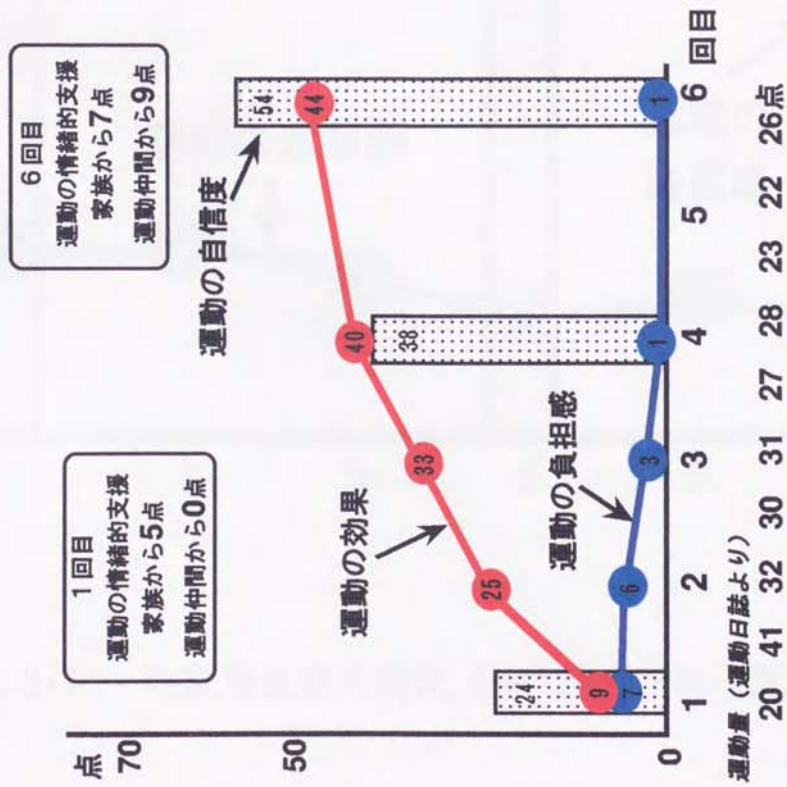 1回目
運動の情緒的支援
家族から5点
運動仲間から0点
6回目
運動の情緒的支援
家族から7点
運動仲間から9点
点
70
50
0
運動の自信度
運動の効果
運動の負担感
24
38
54
9
25
33
40
44
7
6
3
1
1
1 2 3 4 5 6 回目
運動量（運動日誌より）
20 41 32 30 31 27 28 23 22 26点